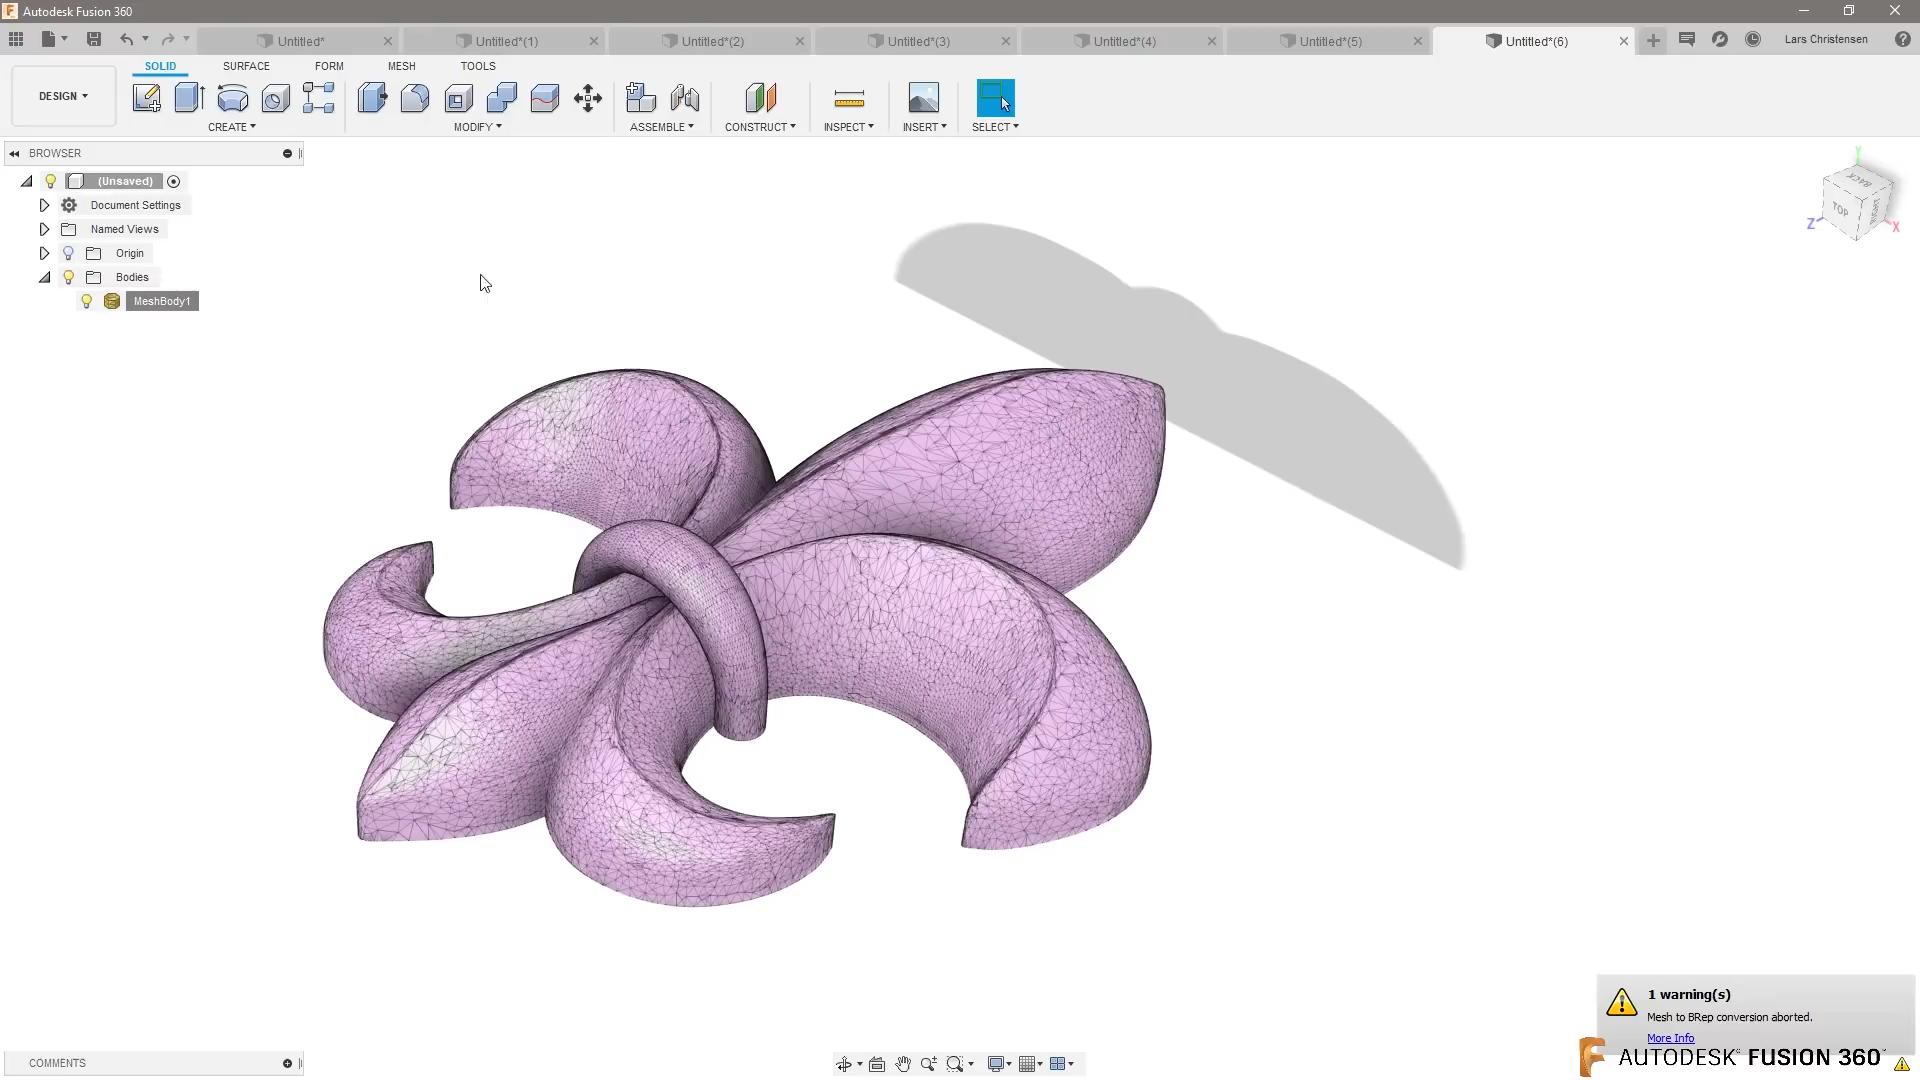 Autodesk Fusion 360
Untitled*
Untitled*(1)
Untitled*(2)
Untitled*(3)
Untitled*(4)
Untitled*(5)
Untitled*(6)
Lars Christensen
SOLID
SURFACE
FORM
MESH
TOOLS
DESIGN
CREATE
MODIFY
ASSEMBLE
CONSTRUCT
INSPECT
INSERT
SELECT
BROWSER
(Unsaved)
Document Settings
Named Views
Origin
Bodies
MeshBody1
Y
BACK
TOP
Z
X
1 warning(s)
Mesh to BRep conversion aborted.
More Info
AUTODESK FUSION 360
COMMENTS